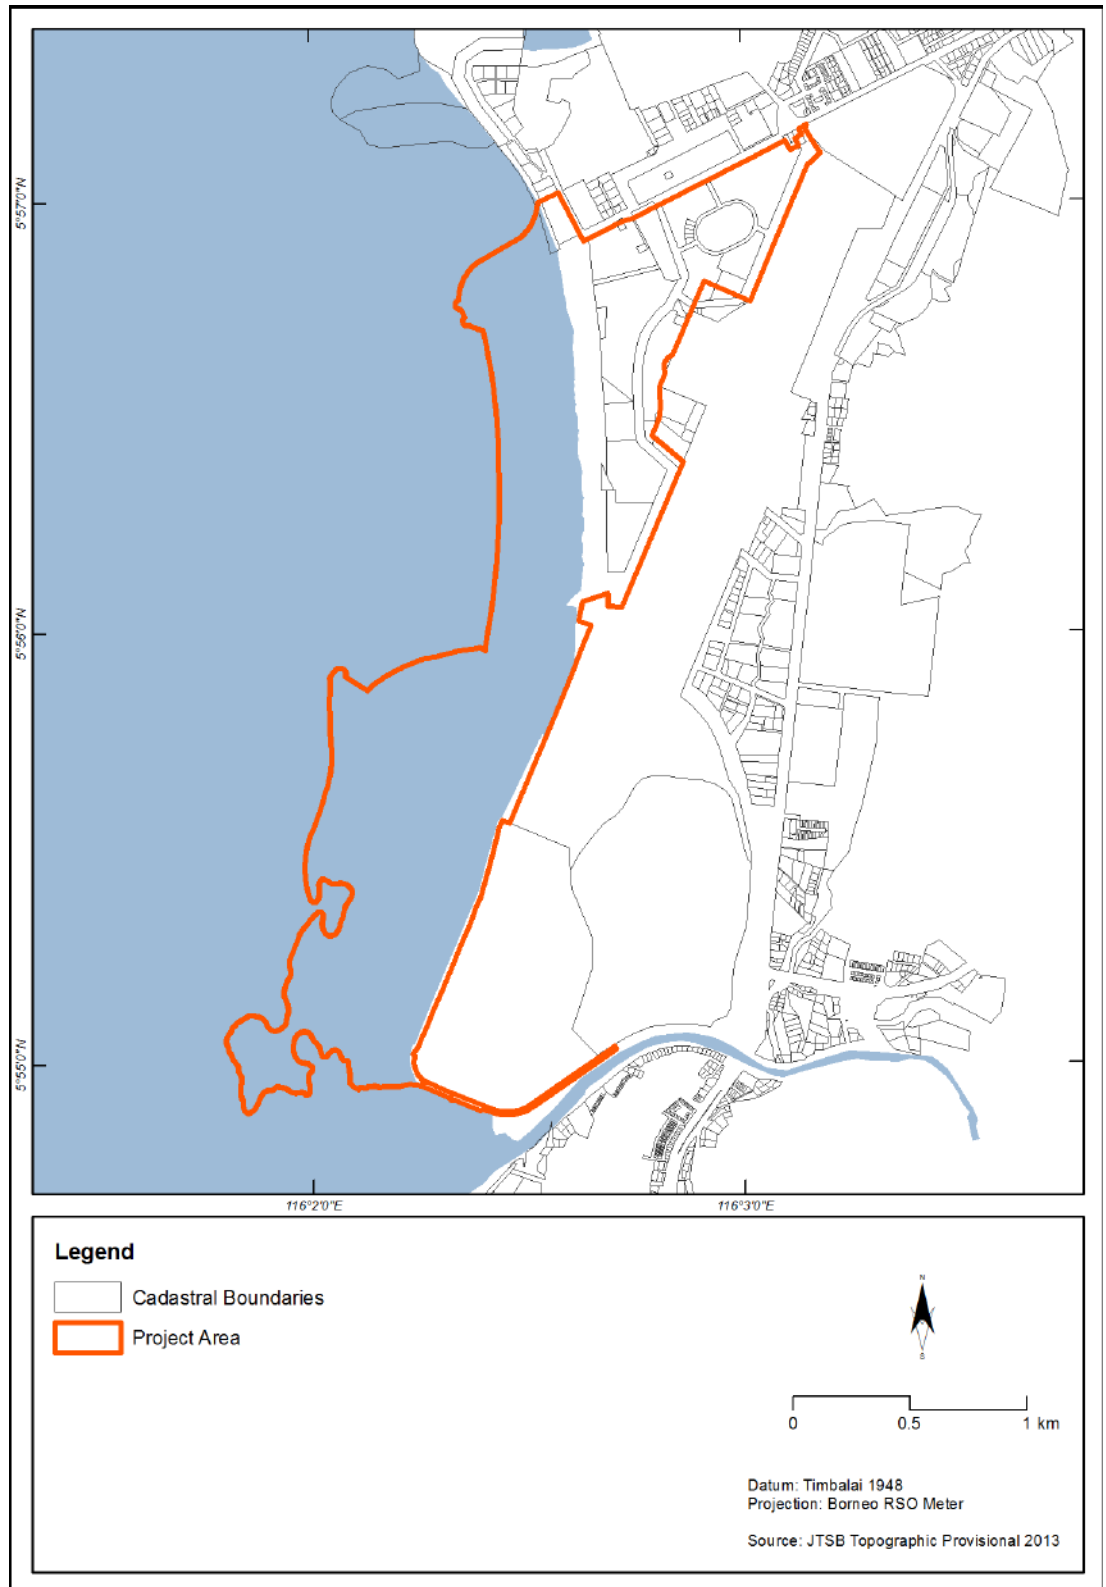 5°57'0"N
5°56'0"N
5°55'0"N
116°2'0"E
116°3'0"E
Legend
Cadastral Boundaries
Project Area
N
S
0
0.5
1 km
Datum: Timbalai 1948
Projection: Borneo RSO Meter
Source: JTSB Topographic Provisional 2013